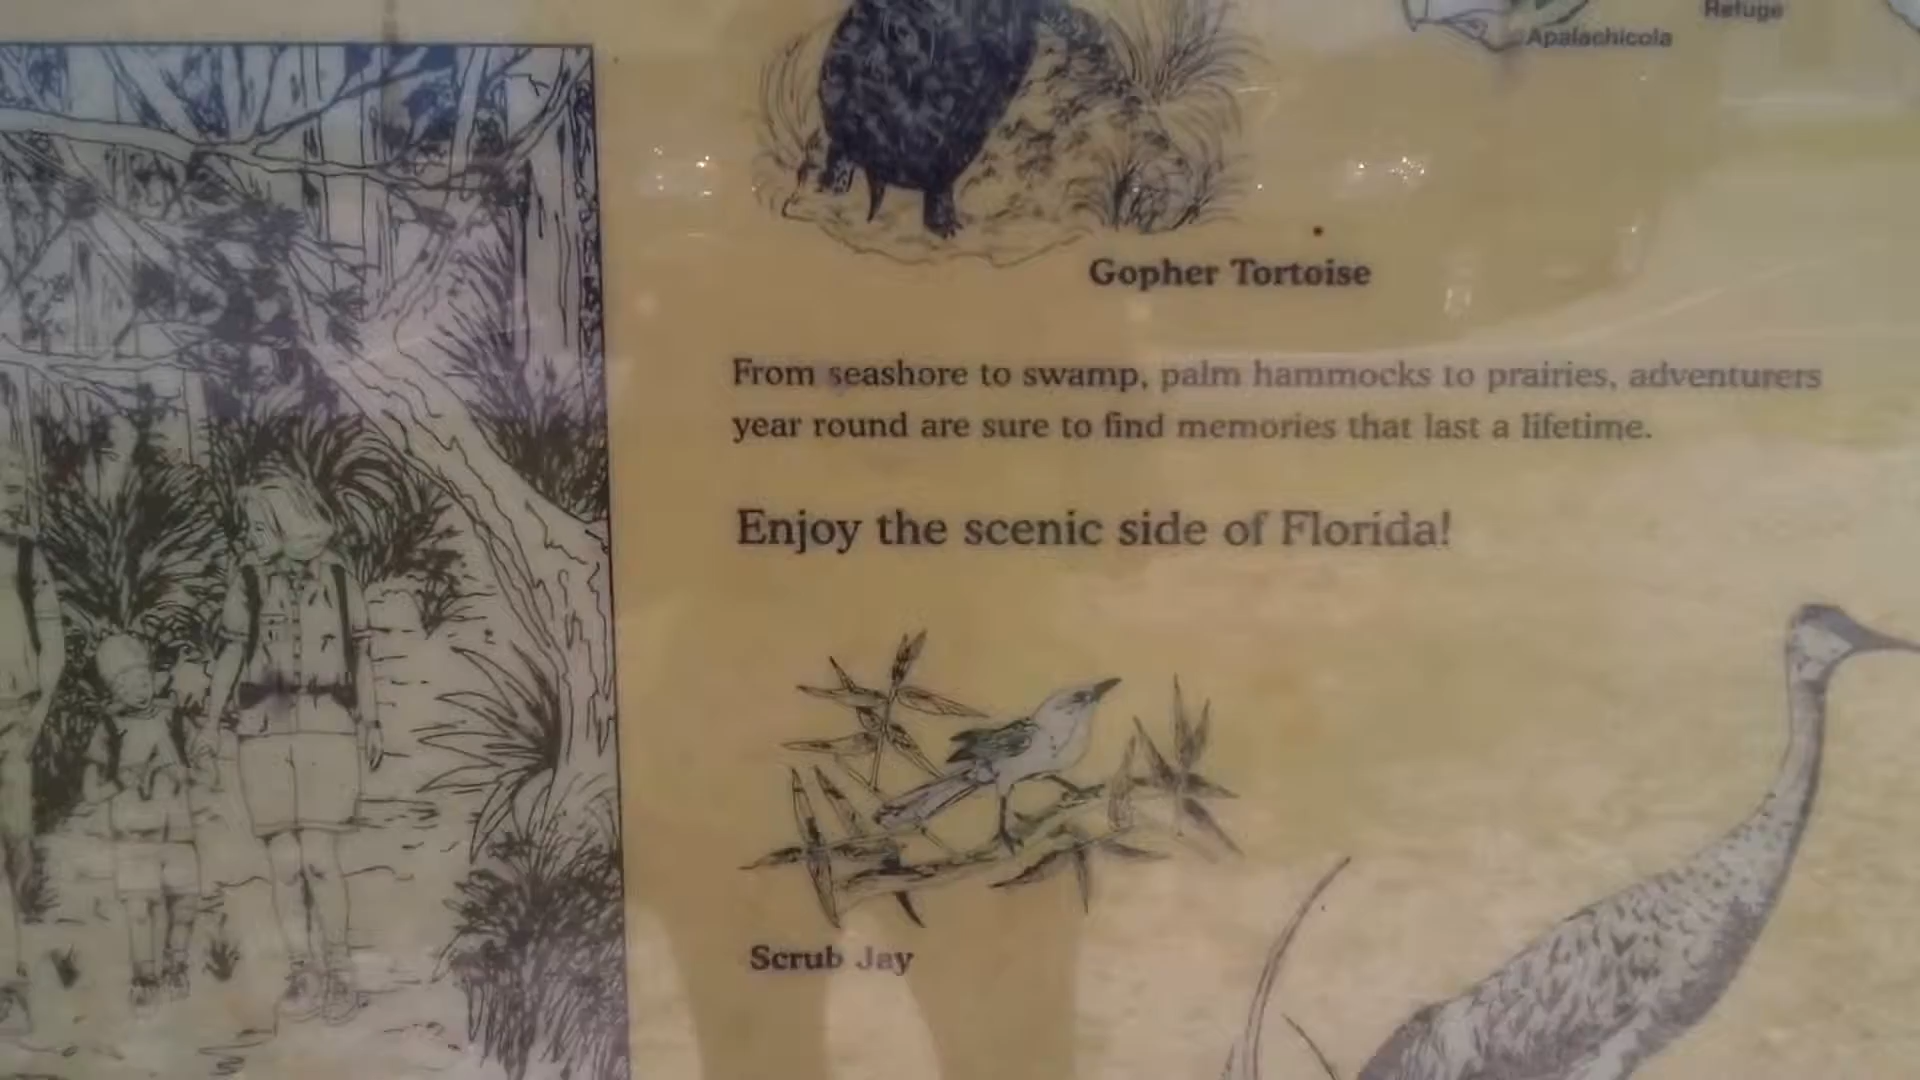 Refuge
Apalachicola
Gopher Tortoise
From seashore to swamp, palm hammocks to prairies, adventurers
year round are sure to find memories that last a lifetime.
Enjoy the scenic side of Florida!
Scrub Jay